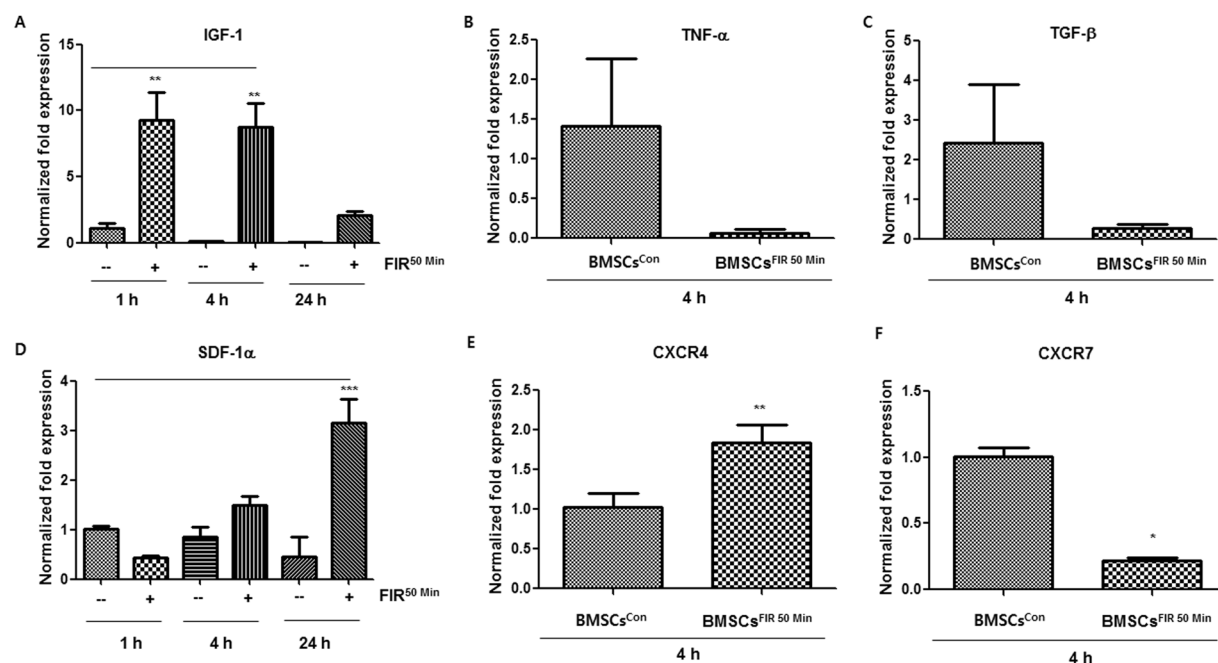 A
IGF-1
Normalized fold expression
15
10
5
0
**
**
-- + -- + -- + FIR50 Min
1 h 4 h 24 h
B
TNF-α
Normalized fold expression
2.5
2.0
1.5
1.0
0.5
0.0
BMSCsCon BMSCsFIR 50 Min
4 h
C
TGF-β
Normalized fold expression
5
4
3
2
1
0
BMSCsCon BMSCsFIR 50 Min
4 h
D
SDF-1α
Normalized fold expression
4
3
2
1
0
***
-- + -- + -- + FIR50 Min
1 h 4 h 24 h
E
CXCR4
Normalized fold expression
2.5
2.0
1.5
1.0
0.5
0.0
**
BMSCsCon BMSCsFIR 50 Min
4 h
F
CXCR7
Normalized fold expression
1.5
1.0
0.5
0.0
*
BMSCsCon BMSCsFIR 50 Min
4 h